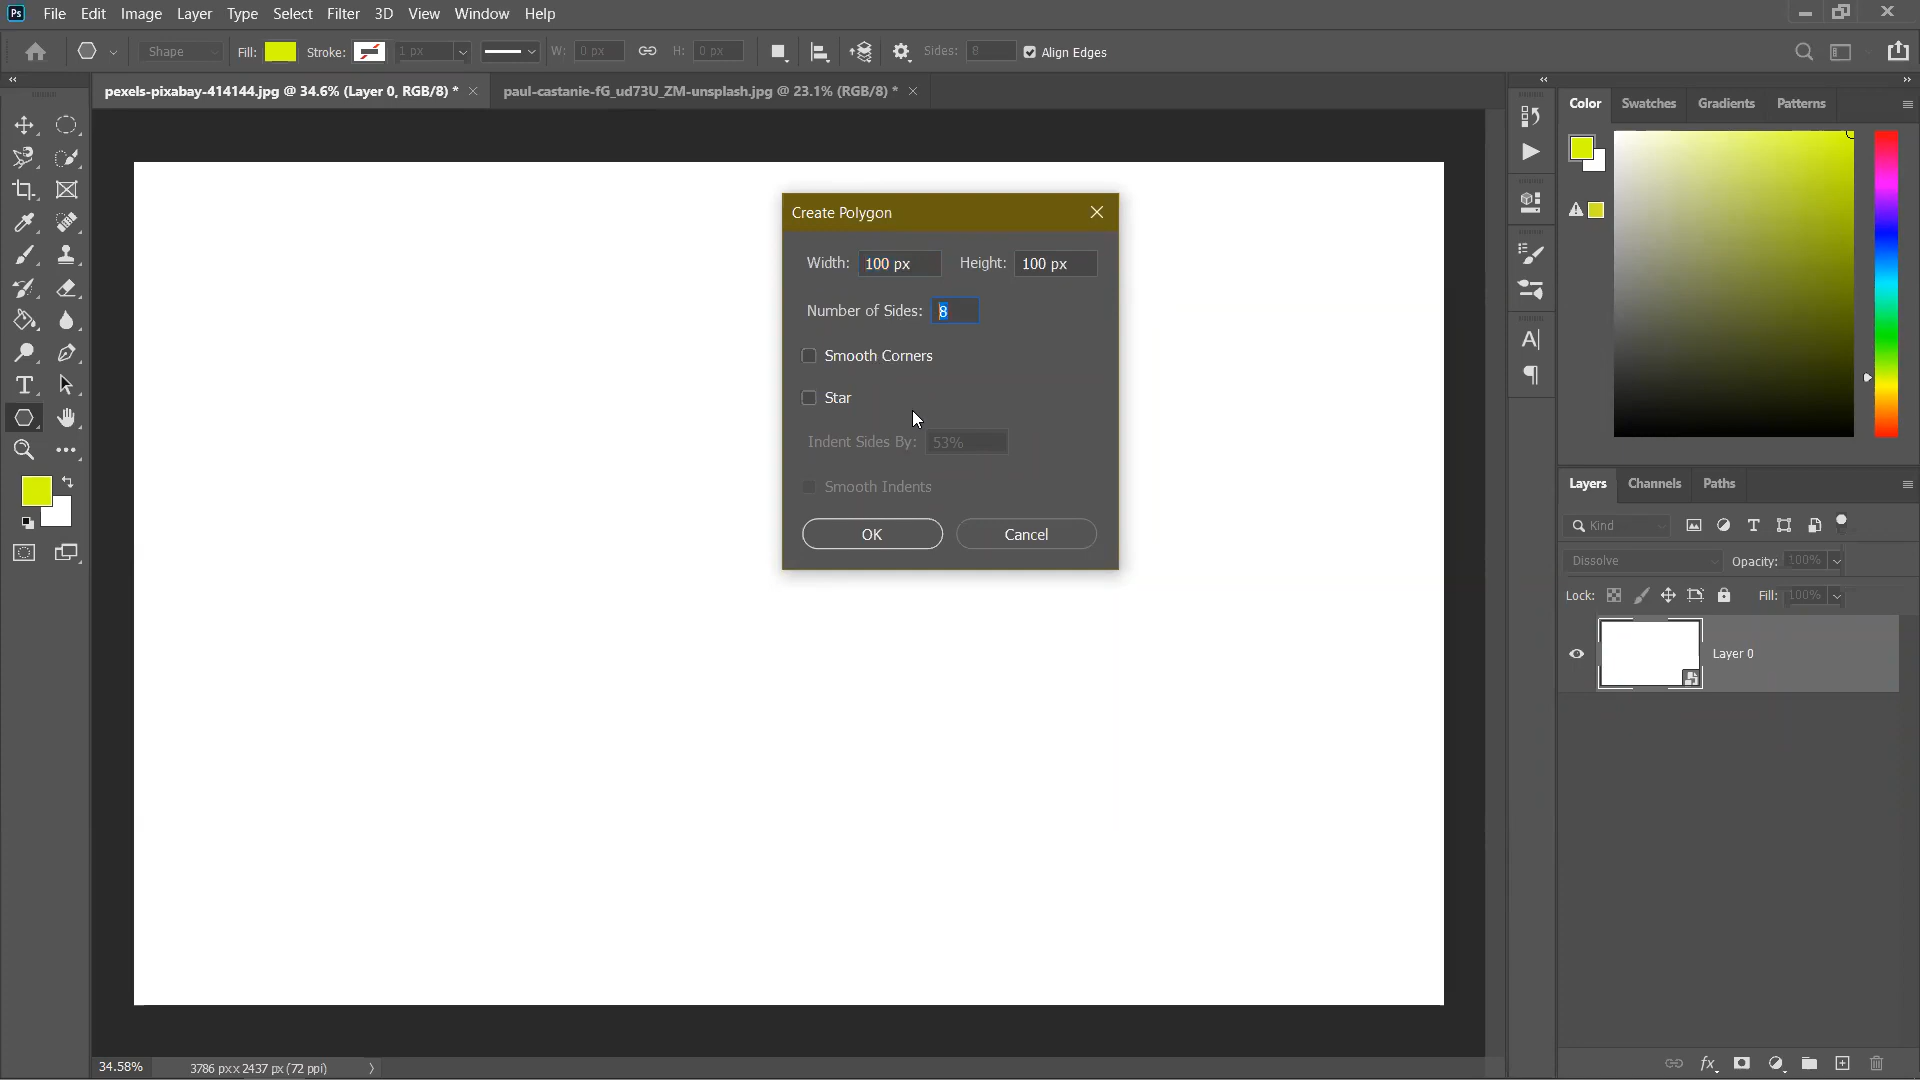 Ps File Edit Image Layer Type Select Filter 3D View Window Help
Shape Fill: Stroke: 1 px W: 0 px H: 0 px Sides: 8 Align Edges
pexels-pixabay-414144.jpg @ 34.6% (Layer 0, RGB/8) * paul-castanie-fG_ud73U_ZM-unsplash.jpg @ 23.1% (RGB/8) *
Color Swatches Gradients Patterns
Create Polygon
Width: 100 px Height: 100 px
Number of Sides: 8
Smooth Corners
Star
Indent Sides By: 53%
Smooth Indents
OK Cancel
Layers Channels Paths
Kind
Dissolve Opacity: 100%
Lock: Fill: 100%
Layer 0
34.58% 3786 px x 2437 px (72 ppi)
fx